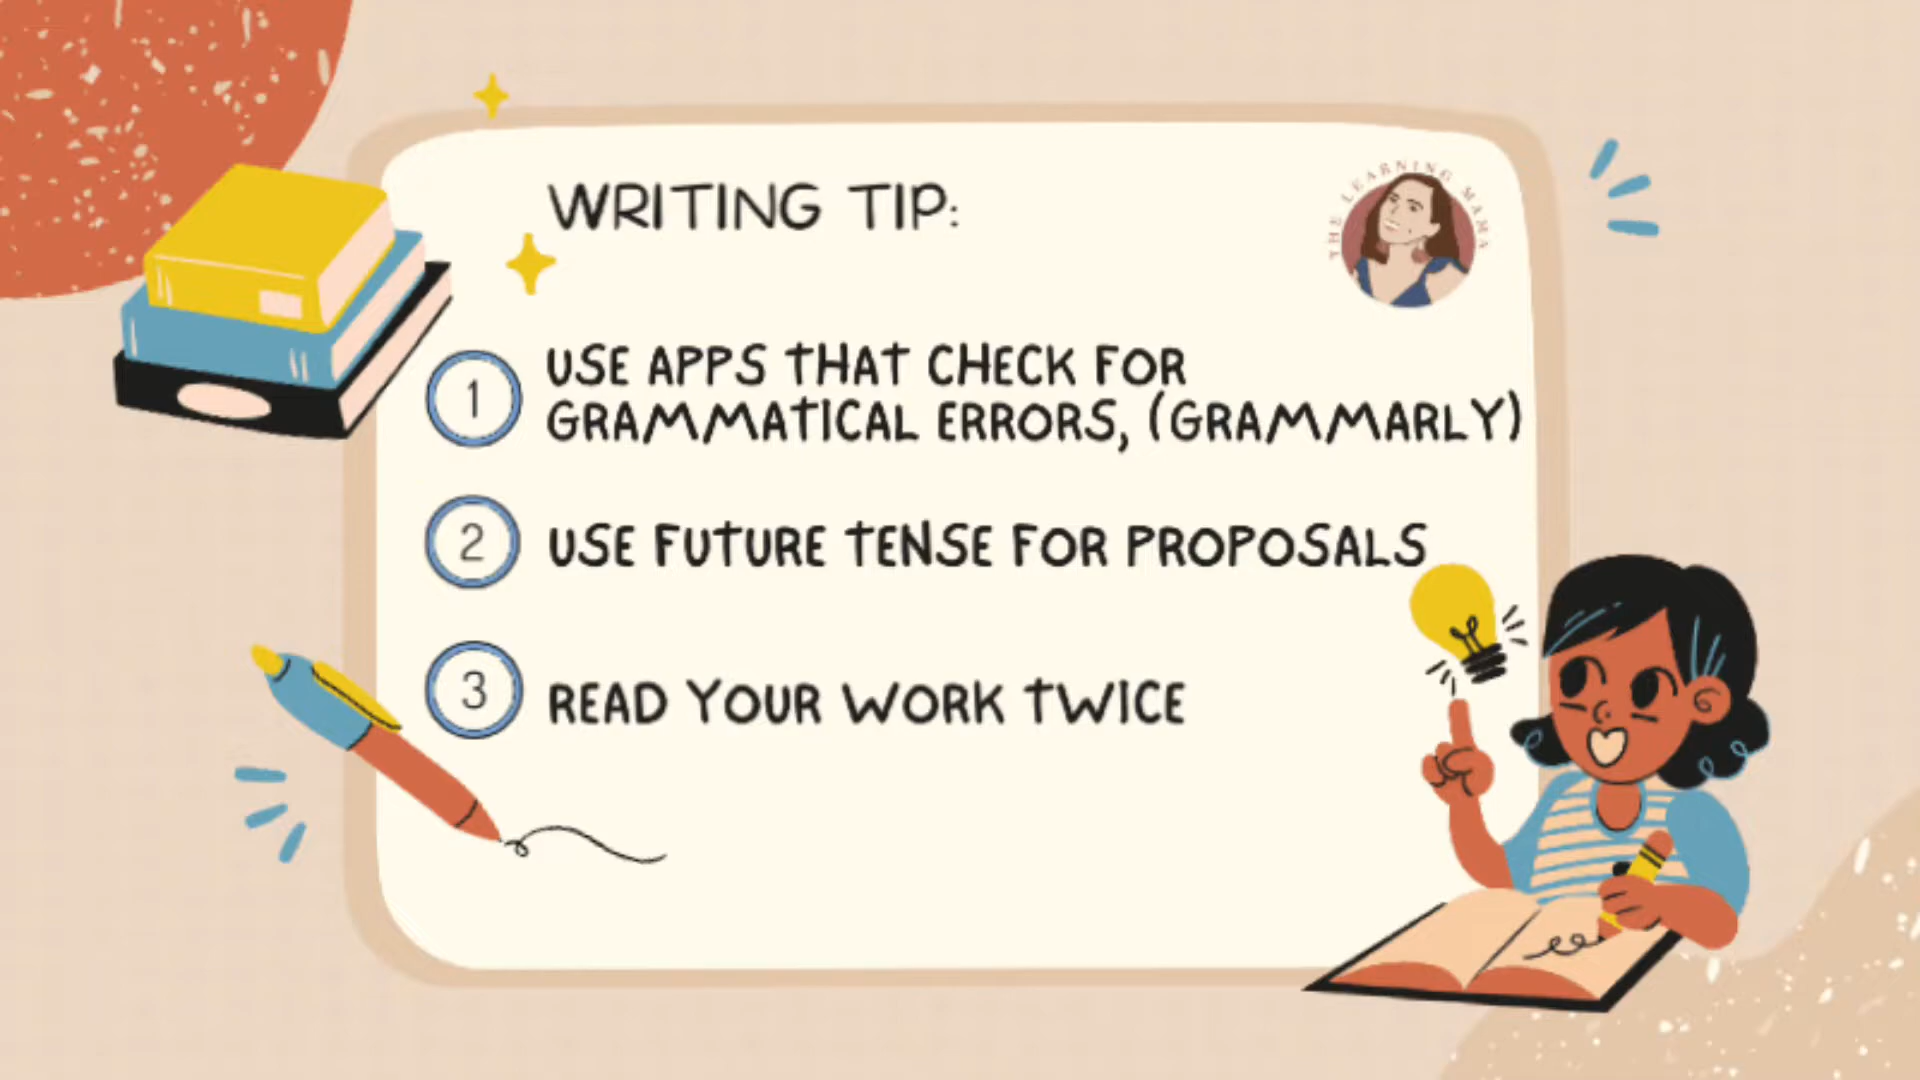 WRITING TIP:
THE LEARNING MAMA
1
USE APPS THAT CHECK FOR
GRAMMATICAL ERRORS, (GRAMMARLY)
2
USE FUTURE TENSE FOR PROPOSALS
3
READ YOUR WORK TWICE